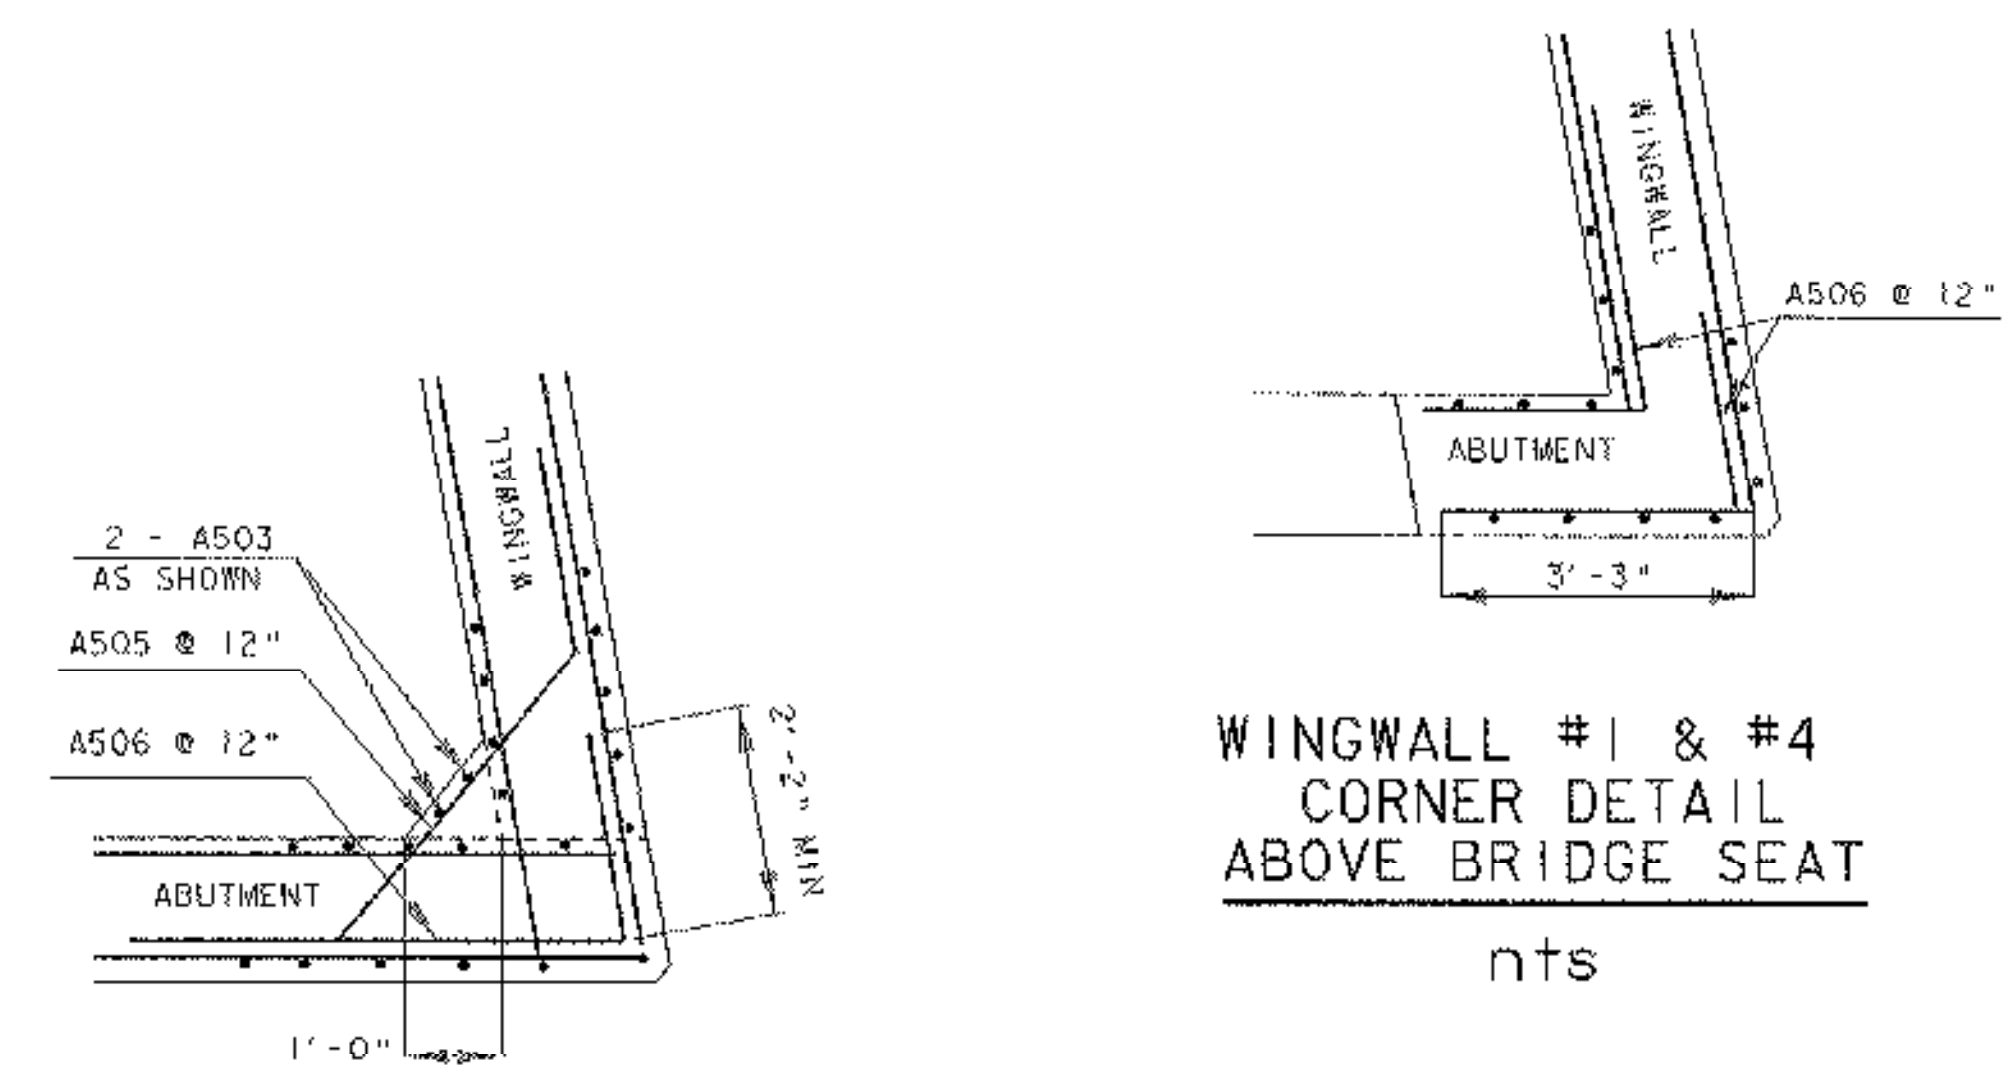 2 - A503
AS SHOWN
A505 @ 12"
A506 @ 12"
WINGWALL
ABUTMENT
2'-2" MIN
1'-0"
WINGWALL
A506 @ 12"
ABUTMENT
3'-3"
WINGWALL #1 & #4
CORNER DETAIL
ABOVE BRIDGE SEAT
nts